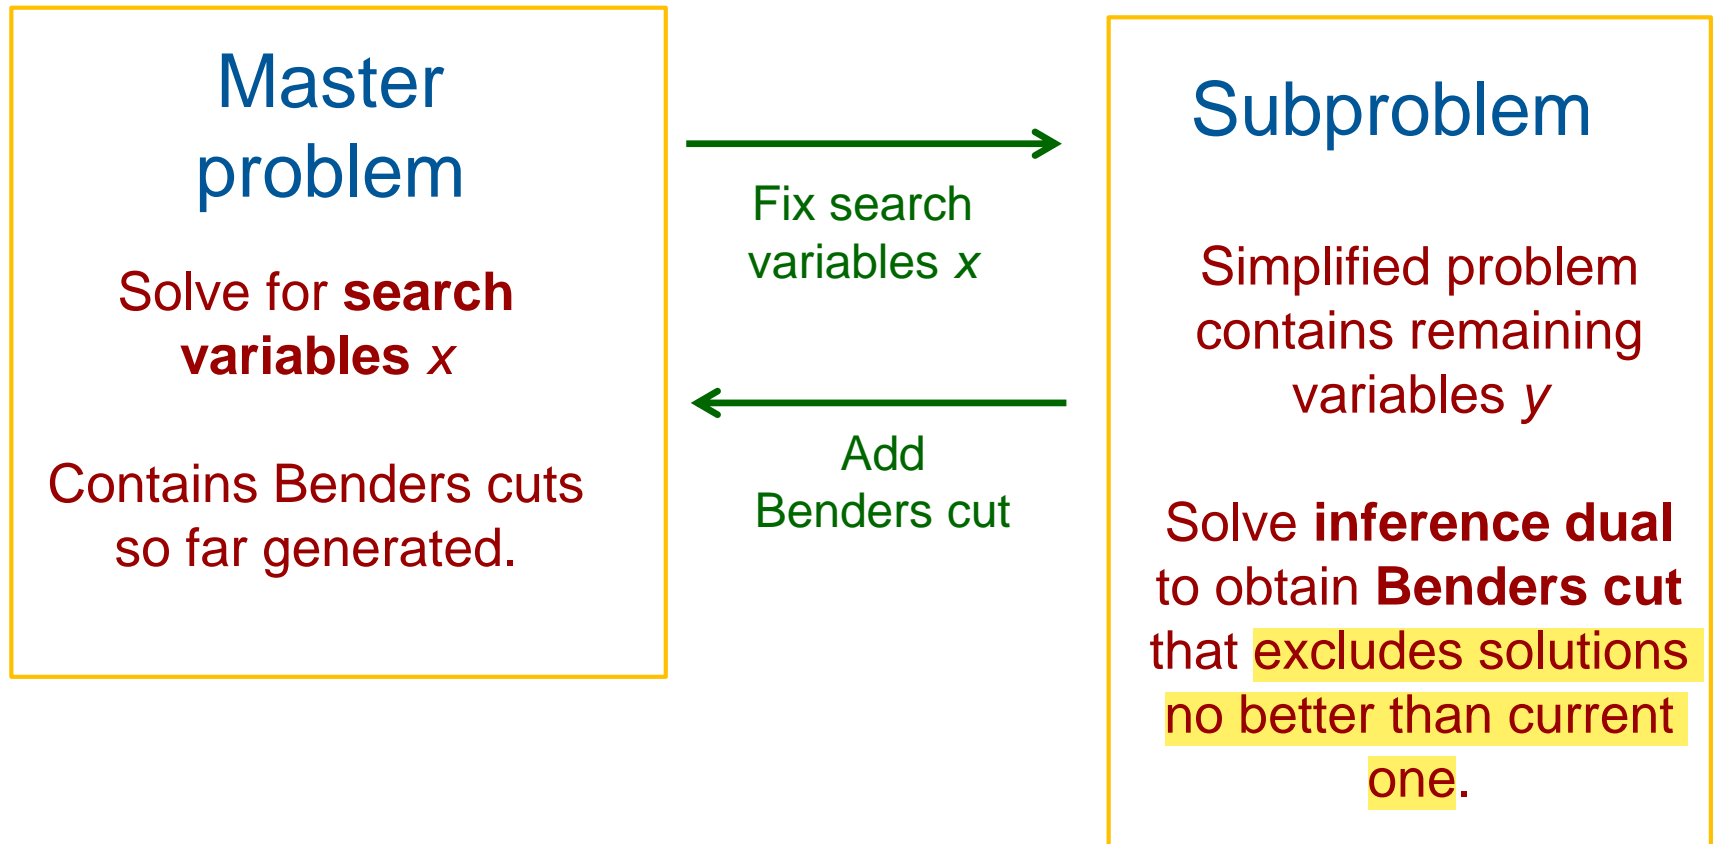 Master
problem
Solve for search
variables x
Contains Benders cuts
so far generated.
Fix search
variables x
Add
Benders cut
Subproblem
Simplified problem
contains remaining
variables y
Solve inference dual
to obtain Benders cut
that excludes solutions
no better than current
one.